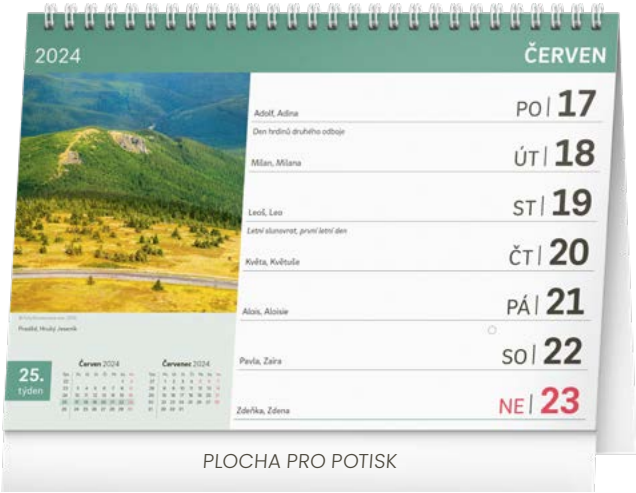 2024
ČERVEN
Adolf, Adina
PO 17
Den hrdinů druhého odboje
Milan, Milana
ÚT 18
Leoš, Leo
ST 19
Letní slunovrat, první letní den
Květa, Květuše
ČT 20
Alois, Aloisie
PÁ 21
Pavla, Zaira
SO 22
Zdeňka, Zdena
NE 23
Praděd, Hrubý Jeseník
25.
týden
Červen 2024
Červenec 2024
PLOCHA PRO POTISK